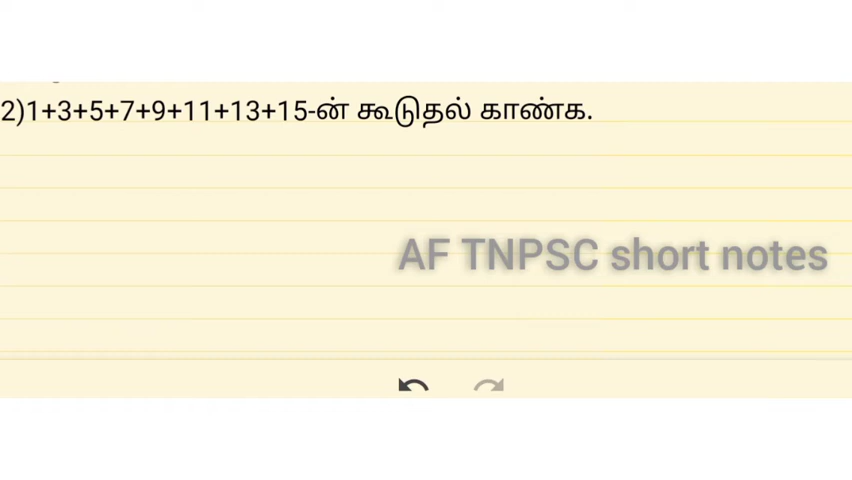 2)1+3+5+7+9+11+13+15-ன் கூடுதல் காண்க.
AF TNPSC short notes